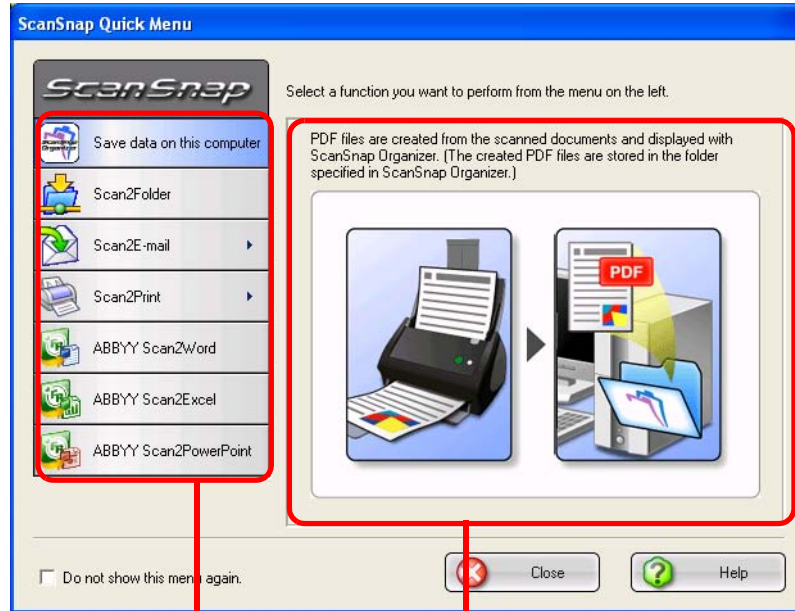 ScanSnap Quick Menu
ScanSnap
Select a function you want to perform from the menu on the left.
Save data on this computer
Scan2Folder
Scan2E-mail
Scan2Print
ABBYY Scan2Word
ABBYY Scan2Excel
ABBYY Scan2PowerPoint
PDF files are created from the scanned documents and displayed with
ScanSnap Organizer. (The created PDF files are stored in the folder
specified in ScanSnap Organizer.)
PDF
Do not show this menu again.
Close
Help